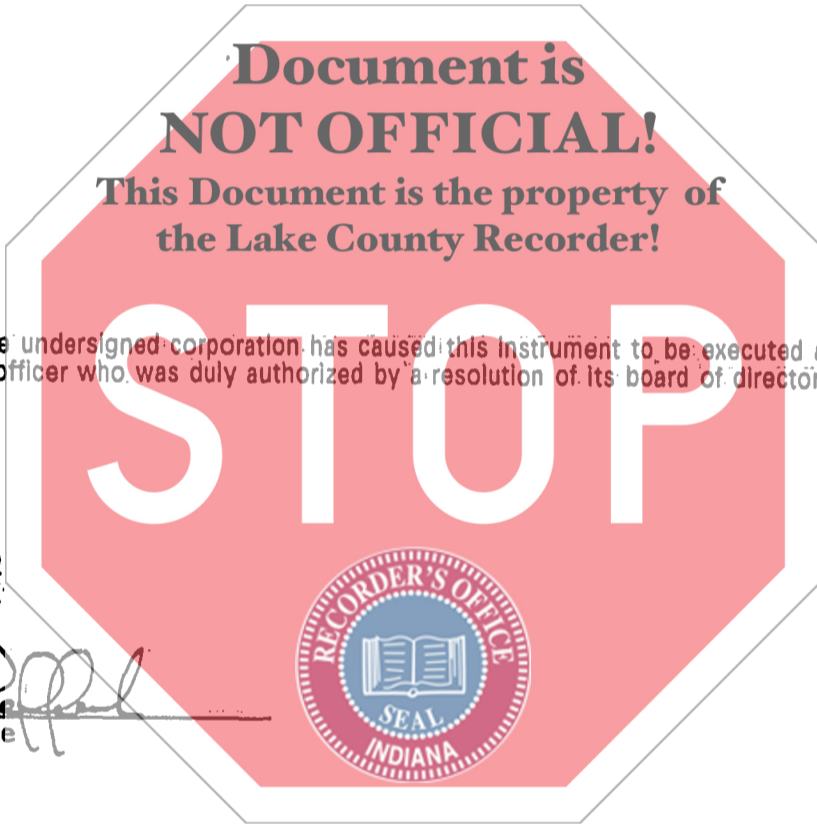 Document is
NOT OFFICIAL!
This Document is the property of
the Lake County Recorder!
e undersigned corporation has caused this instrument to be executed a
officer who was duly authorized by a resolution of its board of director
STOP
RECORDER'S OFFICE
SEAL
INDIANA
e